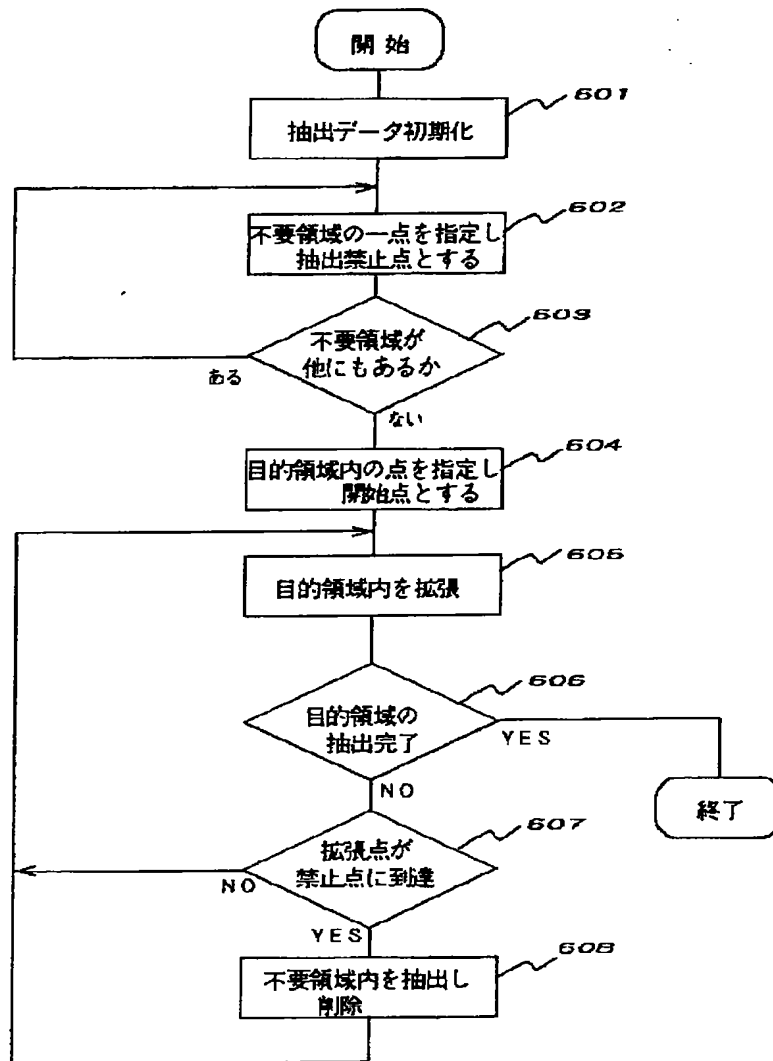 開始
601
抽出データ初期化
602
不要領域の一点を指定し
抽出禁止点とする
603
不要領域が
他にもあるか
ある
ない
604
目的領域内の点を指定し
開始点とする
605
目的領域内を拡張
606
目的領域の
抽出完了
YES
NO
終了
607
拡張点が
禁止点に到達
NO
YES
608
不要領域内を抽出し
削除